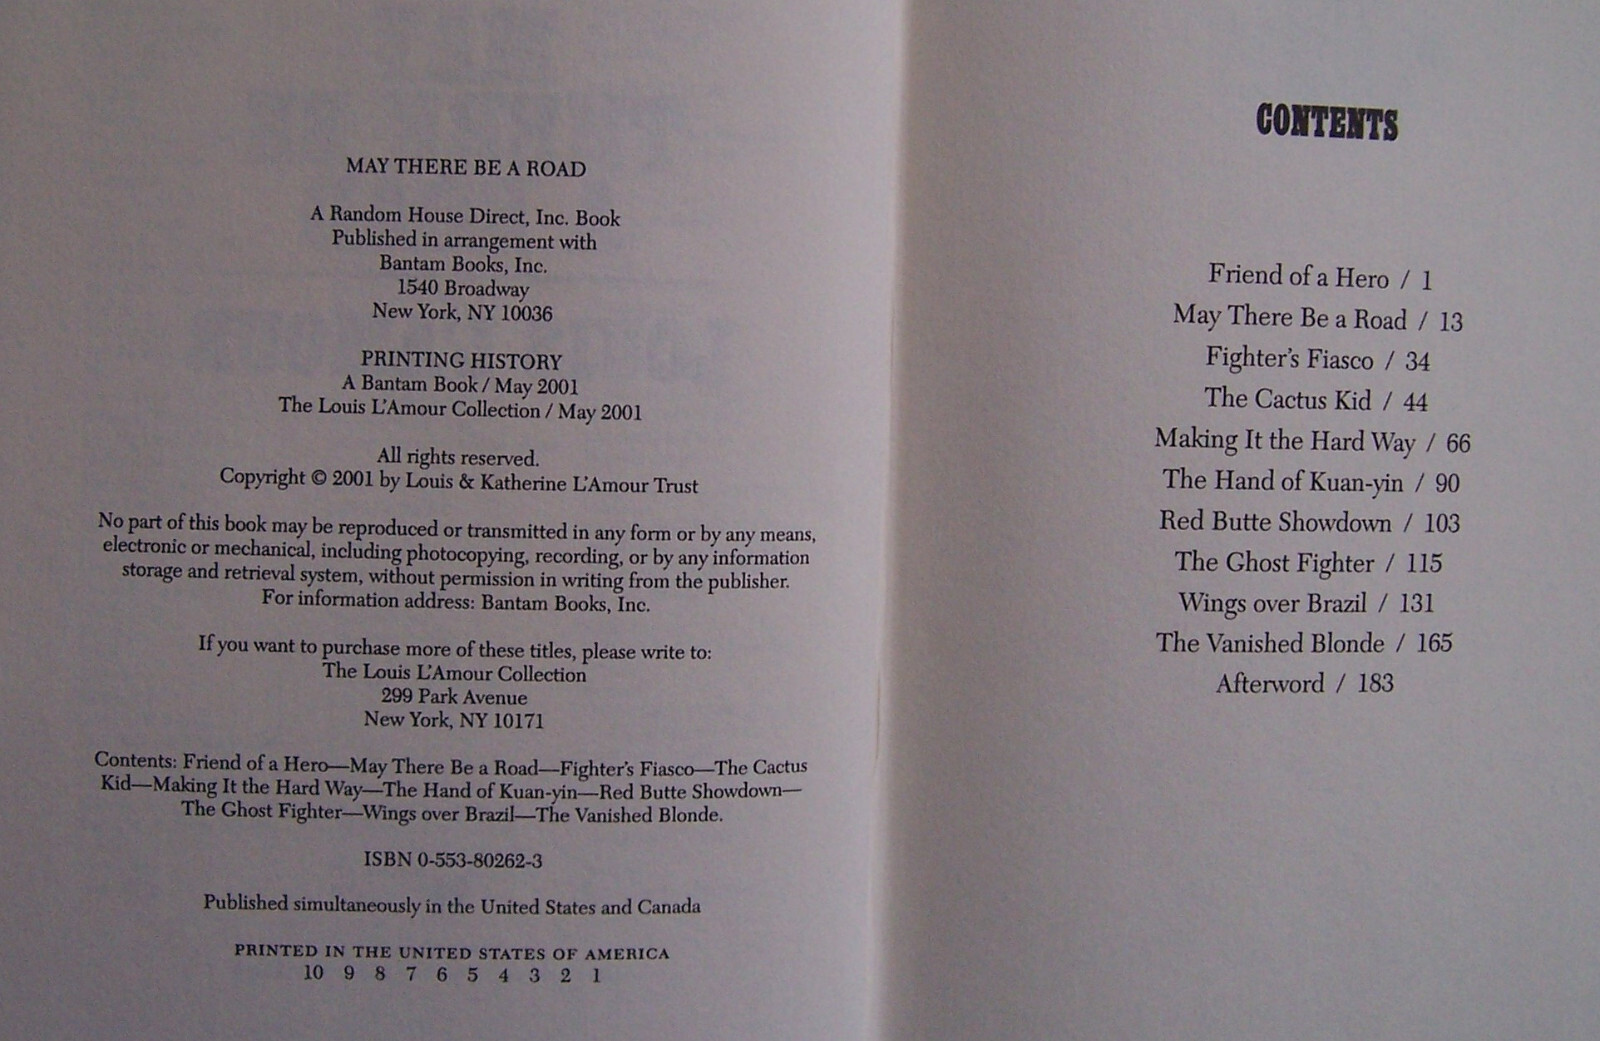 MAY THERE BE A ROAD
A Random House Direct, Inc. Book
Published in arrangement with
Bantam Books, Inc.
1540 Broadway
New York, NY 10036
PRINTING HISTORY
A Bantam Book / May 2001
The Louis L'Amour Collection / May 2001
All rights reserved.
Copyright © 2001 by Louis & Katherine L'Amour Trust
No part of this book may be reproduced or transmitted in any form or by any means,
electronic or mechanical, including photocopying, recording, or by any information
storage and retrieval system, without permission in writing from the publisher.
For information address: Bantam Books, Inc.
If you want to purchase more of these titles, please write to:
The Louis L'Amour Collection
299 Park Avenue
New York, NY 10171
Contents: Friend of a Hero—May There Be a Road—Fighter's Fiasco—The Cactus
Kid—Making It the Hard Way—The Hand of Kuan-yin—Red Butte Showdown—
The Ghost Fighter—Wings over Brazil—The Vanished Blonde.
ISBN 0-553-80262-3
Published simultaneously in the United States and Canada
PRINTED IN THE UNITED STATES OF AMERICA
10 9 8 7 6 5 4 3 2 1
CONTENTS
Friend of a Hero / 1
May There Be a Road / 13
Fighter's Fiasco / 34
The Cactus Kid / 44
Making It the Hard Way / 66
The Hand of Kuan-yin / 90
Red Butte Showdown / 103
The Ghost Fighter / 115
Wings over Brazil / 131
The Vanished Blonde / 165
Afterword / 183